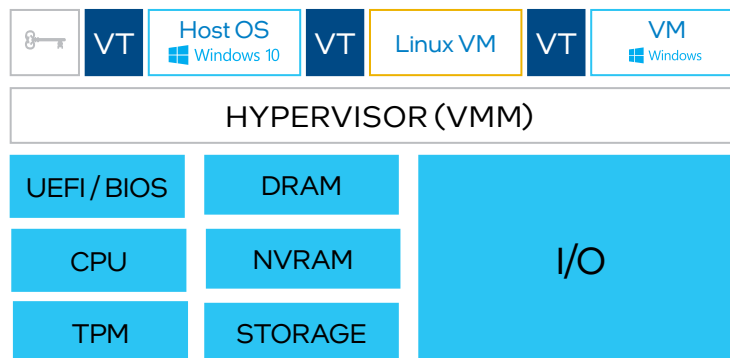 VT
Host OS
Windows 10
VT
Linux VM
VT
VM
Windows
HYPERVISOR (VMM)
UEFI / BIOS
DRAM
I/O
CPU
NVRAM
TPM
STORAGE